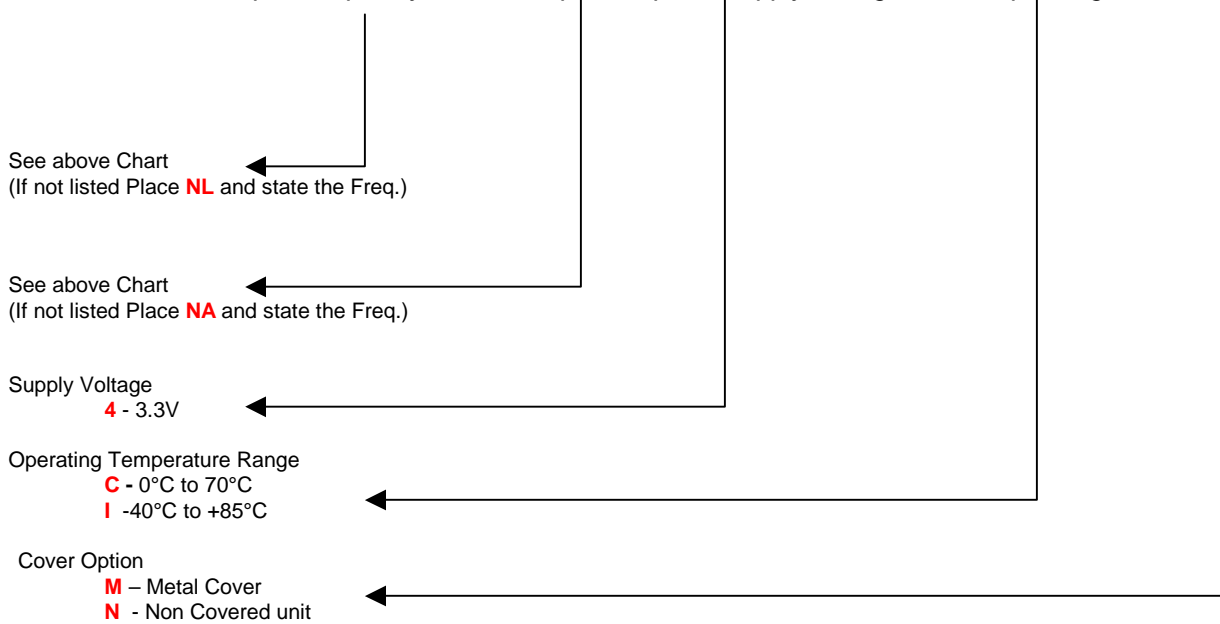 See above Chart
(If not listed Place NL and state the Freq.)
See above Chart
(If not listed Place NA and state the Freq.)
Supply Voltage
4 - 3.3V
Operating Temperature Range
C - 0°C to 70°C
I -40°C to +85°C
Cover Option
M – Metal Cover
N - Non Covered unit